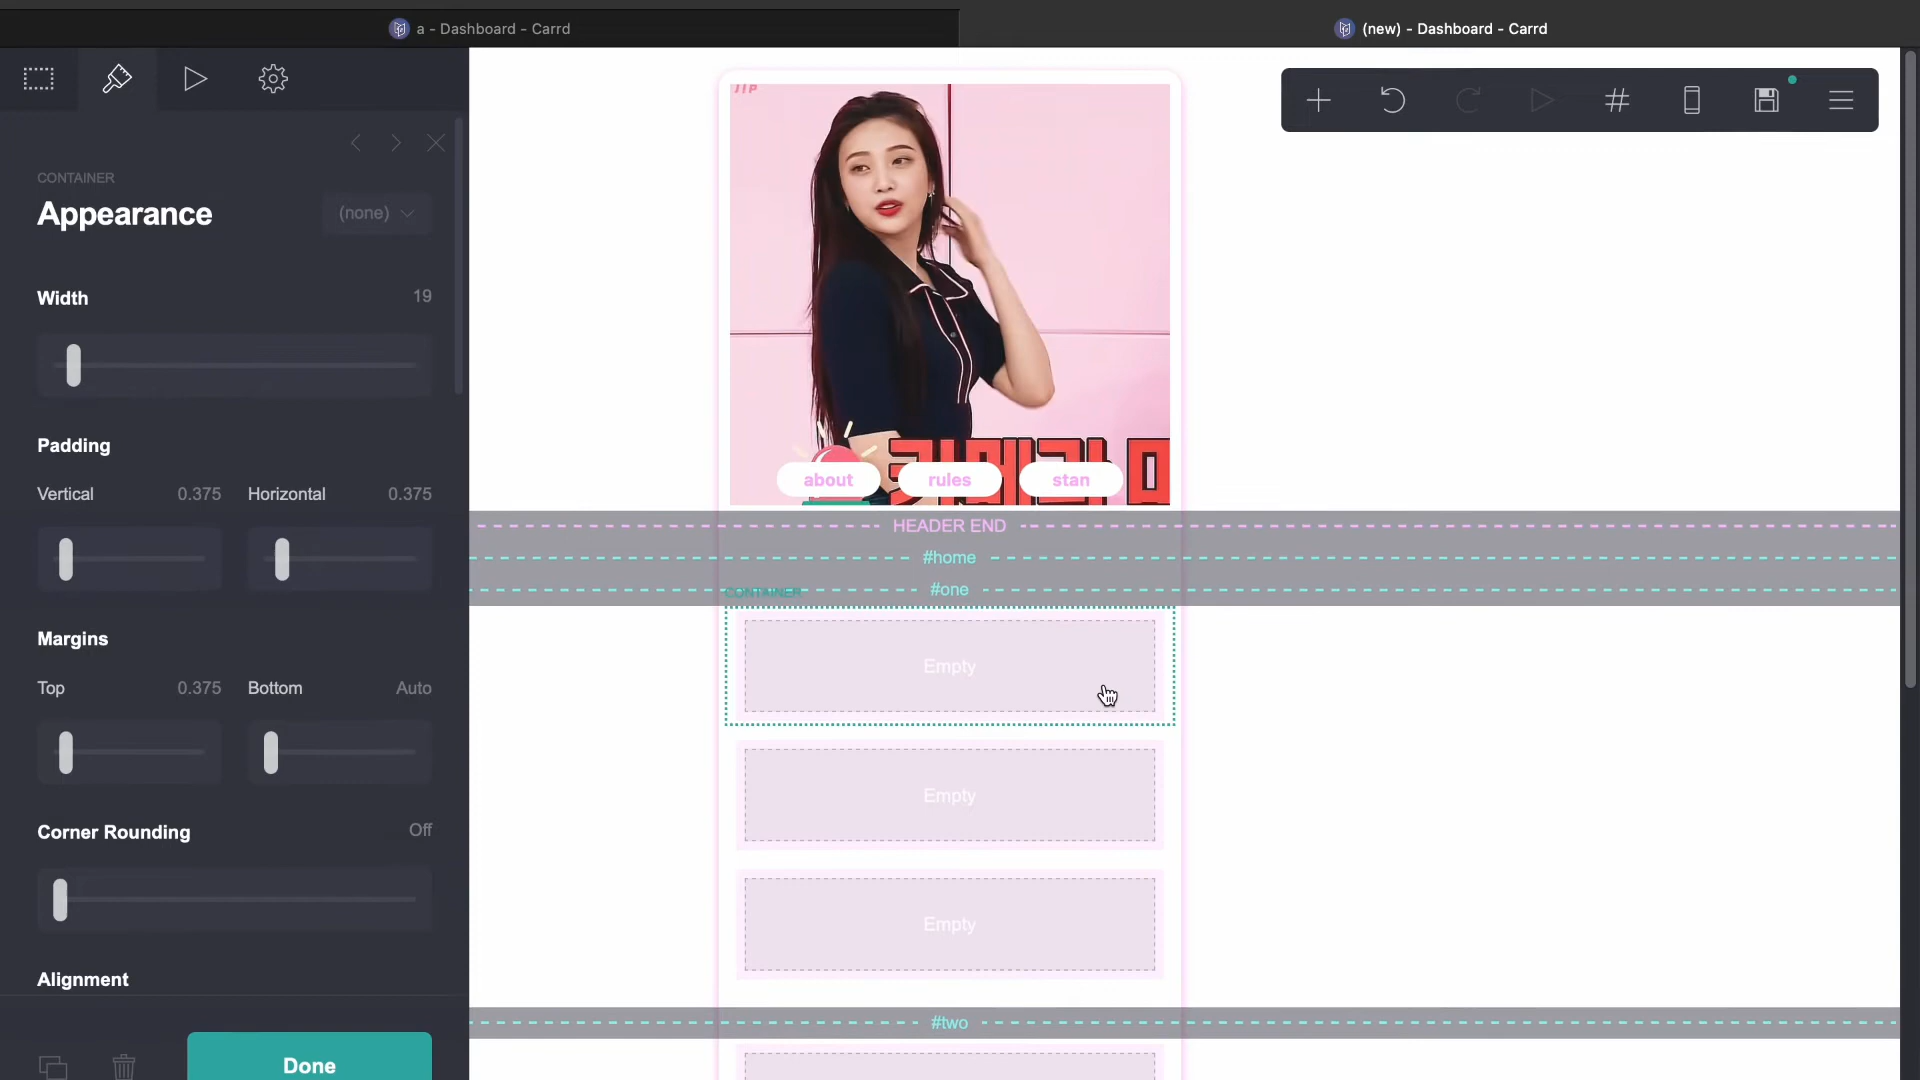 a - Dashboard - Carrd
(new) - Dashboard - Carrd
CONTAINER
Appearance
(none)
Width
19
Padding
Vertical 0.375 Horizontal 0.375
Margins
Top 0.375 Bottom Auto
Corner Rounding Off
Alignment
Done
JTP
about rules stan
HEADER END
#home
#one
CONTAINER
Empty
Empty
Empty
#two